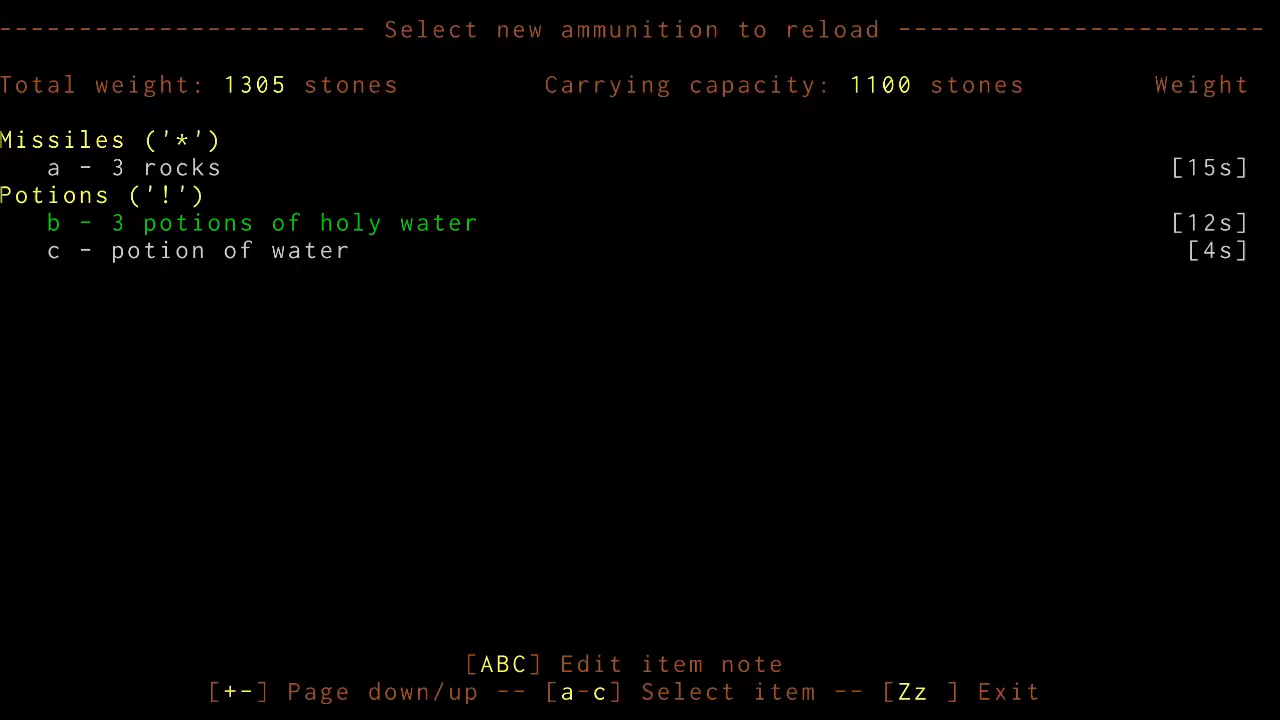 ----------------------- Select new ammunition to reload -----------------------
Total weight: 1305 stones Carrying capacity: 1100 stones Weight
Missiles ('*')
a - 3 rocks [15s]
Potions ('!')
b - 3 potions of holy water [12s]
c - potion of water [4s]
[ABC] Edit item note
[+-] Page down/up -- [a-c] Select item -- [Zz ] Exit